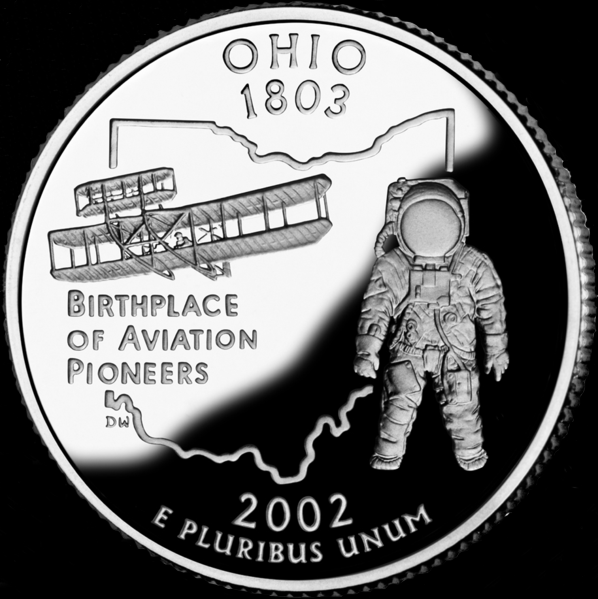 OHIO
1803
BIRTHPLACE
OF AVIATION
PIONEERS
DW
2002
E PLURIBUS UNUM